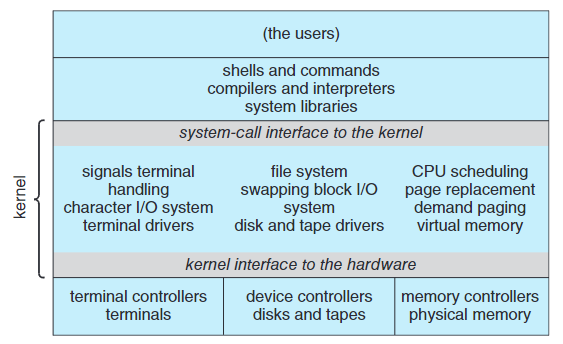 (the users)
shells and commands
compilers and interpreters
system libraries
system-call interface to the kernel
kernel
signals terminal
handling
character I/O system
terminal drivers
file system
swapping block I/O
system
disk and tape drivers
CPU scheduling
page replacement
demand paging
virtual memory
kernel interface to the hardware
terminal controllers
terminals
device controllers
disks and tapes
memory controllers
physical memory